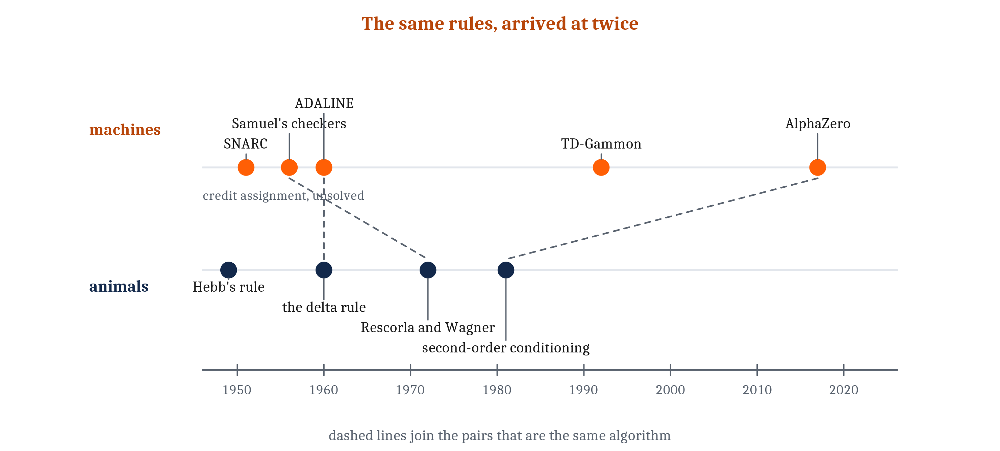 The same rules, arrived at twice
ADALINE
Samuel's checkers
AlphaZero
machines
SNARC
TD-Gammon
credit assignment, unsolved
animals
Hebb's rule
the delta rule
Rescorla and Wagner
second-order conditioning
1950 1960 1970 1980 1990 2000 2010 2020
dashed lines join the pairs that are the same algorithm